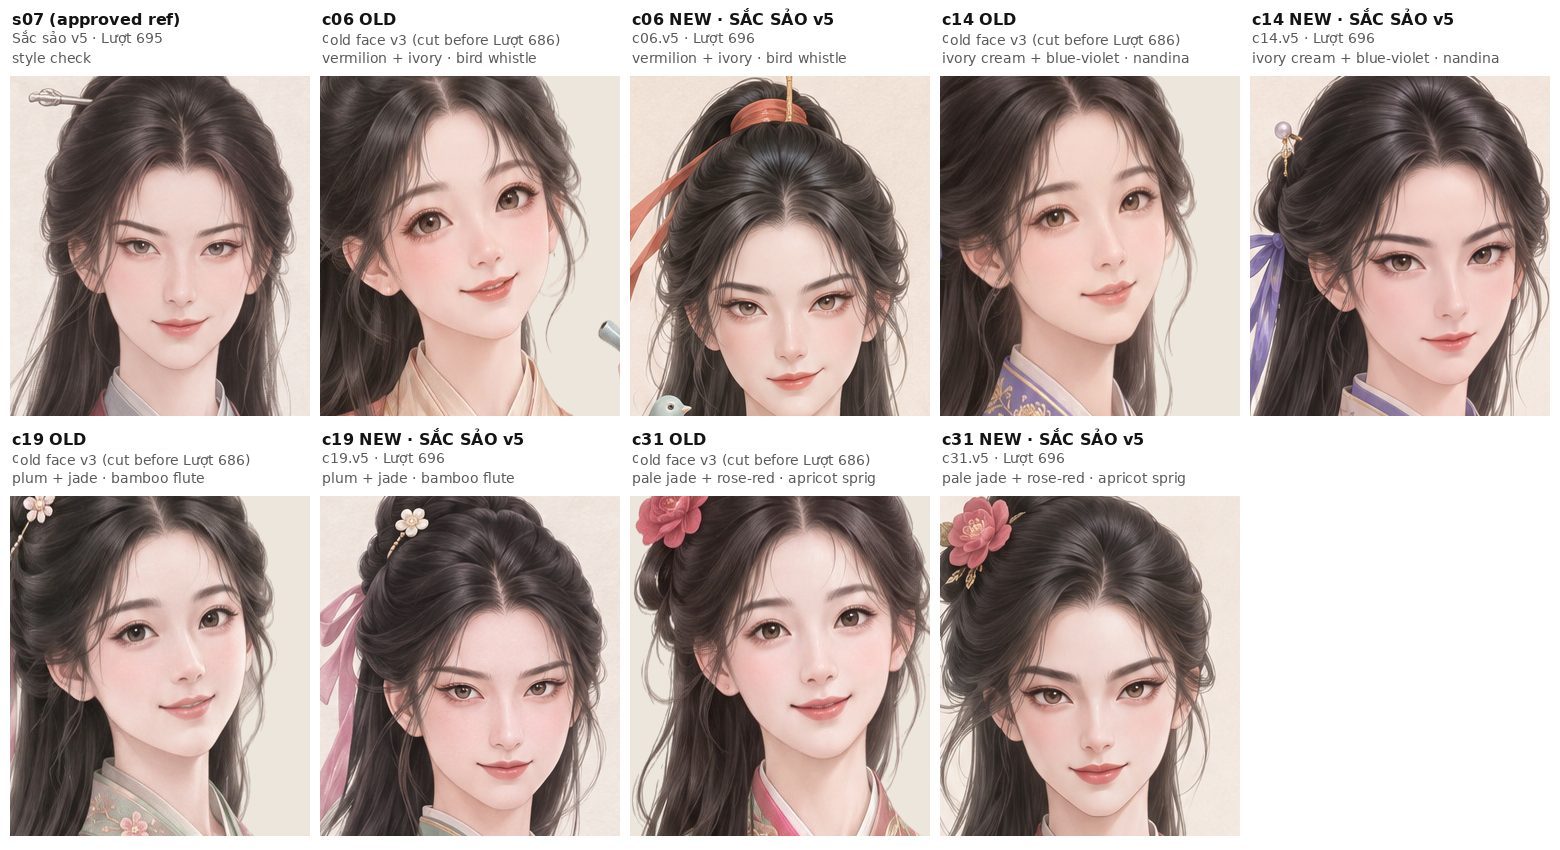 s07 (approved ref)
Sắc sảo v5 · Lượt 695
style check
c06 OLD
cold face v3 (cut before Lượt 686)
vermilion + ivory · bird whistle
c06 NEW · SẮC SẢO v5
c06.v5 · Lượt 696
vermilion + ivory · bird whistle
c14 OLD
cold face v3 (cut before Lượt 686)
ivory cream + blue-violet · nandina
c14 NEW · SẮC SẢO v5
c14.v5 · Lượt 696
ivory cream + blue-violet · nandina
c19 OLD
cold face v3 (cut before Lượt 686)
plum + jade · bamboo flute
c19 NEW · SẮC SẢO v5
c19.v5 · Lượt 696
plum + jade · bamboo flute
c31 OLD
cold face v3 (cut before Lượt 686)
pale jade + rose-red · apricot sprig
c31 NEW · SẮC SẢO v5
c31.v5 · Lượt 696
pale jade + rose-red · apricot sprig